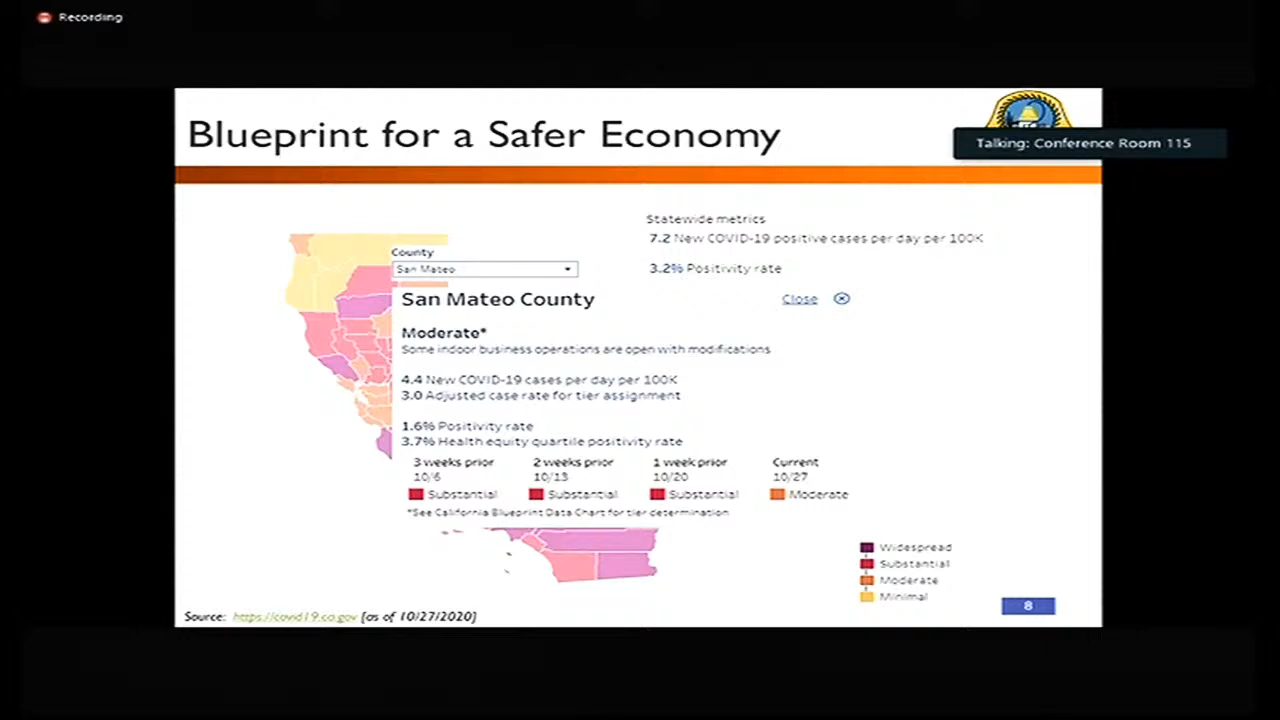 Recording
Blueprint for a Safer Economy
Talking: Conference Room 115
Statewide metrics
7.2 New COVID-19 positive cases per day per 100K
3.2% Positivity rate
County
San Mateo
San Mateo County
Close
Moderate*
Some indoor business operations are open with modifications
4.4 New COVID-19 cases per day per 100K
3.0 Adjusted case rate for tier assignment
1.6% Positivity rate
3.7% Health equity quartile positivity rate
3 weeks prior 2 weeks prior 1 week prior Current
10/6 10/13 10/20 10/27
Substantial Substantial Substantial Moderate
*See California Blueprint Data Chart for tier determination
Widespread
Substantial
Moderate
Minimal
Source: https://covid19.ca.gov [as of 10/27/2020]
8